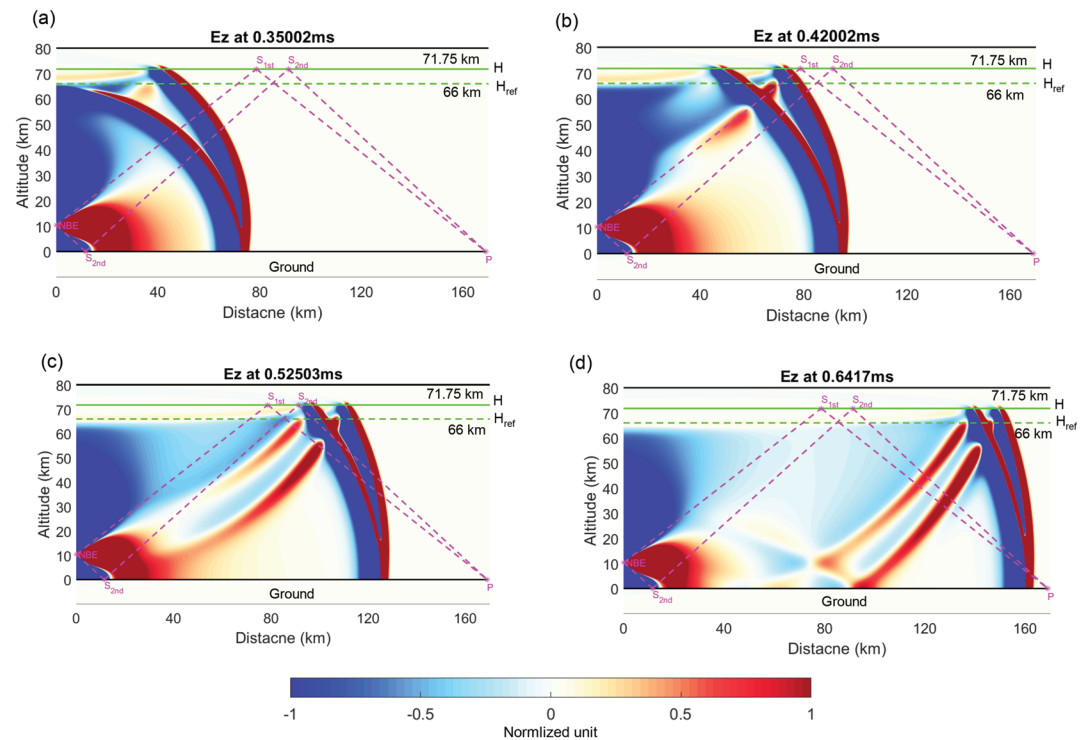 (a)
Ez at 0.35002ms
80
70
60
50
40
30
20
10
0
Altitude (km)
S1st
S2nd
71.75 km
H
66 km
Href
NBE
S2nd
P
Ground
0
40
80
120
160
Distacne (km)
(b)
Ez at 0.42002ms
80
70
60
50
40
30
20
10
0
Altitude (km)
S1st
S2nd
71.75 km
H
66 km
Href
NBE
S2nd
P
Ground
0
40
80
120
160
Distacne (km)
(c)
Ez at 0.52503ms
80
70
60
50
40
30
20
10
0
Altitude (km)
S1st
S2nd
71.75 km
H
66 km
Href
NBE
S2nd
P
Ground
0
40
80
120
160
Distacne (km)
(d)
Ez at 0.6417ms
80
70
60
50
40
30
20
10
0
Altitude (km)
S1st
S2nd
71.75 km
H
66 km
Href
NBE
S2nd
P
Ground
0
40
80
120
160
Distacne (km)
-1
-0.5
0
0.5
1
Normlized unit